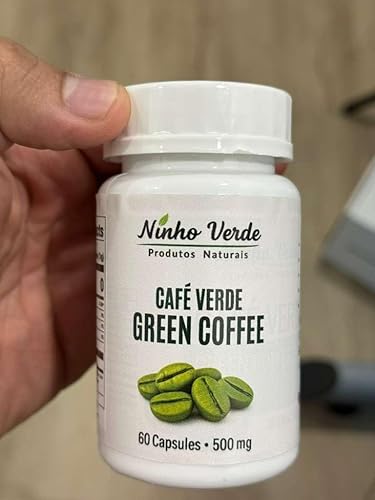 Ninho Verde
Produtos Naturais
CAFÉ VERDE
GREEN COFFEE
60 Capsules • 500 mg